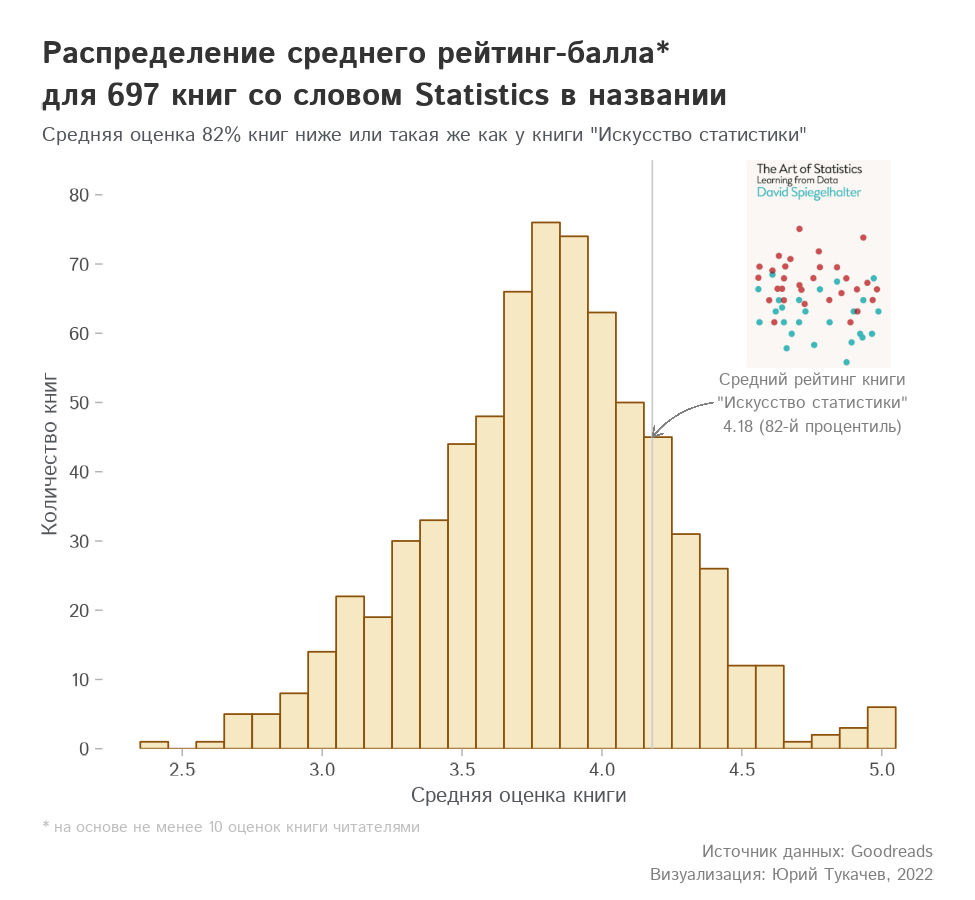 Распределение среднего рейтинг-балла*
для 697 книг со словом Statistics в названии
Средняя оценка 82% книг ниже или такая же как у книги "Искусство статистики"
The Art of Statistics
Learning from Data
David Spiegelhalter
Средний рейтинг книги
"Искусство статистики"
4.18 (82-й процентиль)
Количество книг
80
70
60
50
40
30
20
10
0
2.5 3.0 3.5 4.0 4.5 5.0
Средняя оценка книги
* на основе не менее 10 оценок книги читателями
Источник данных: Goodreads
Визуализация: Юрий Тукачев, 2022